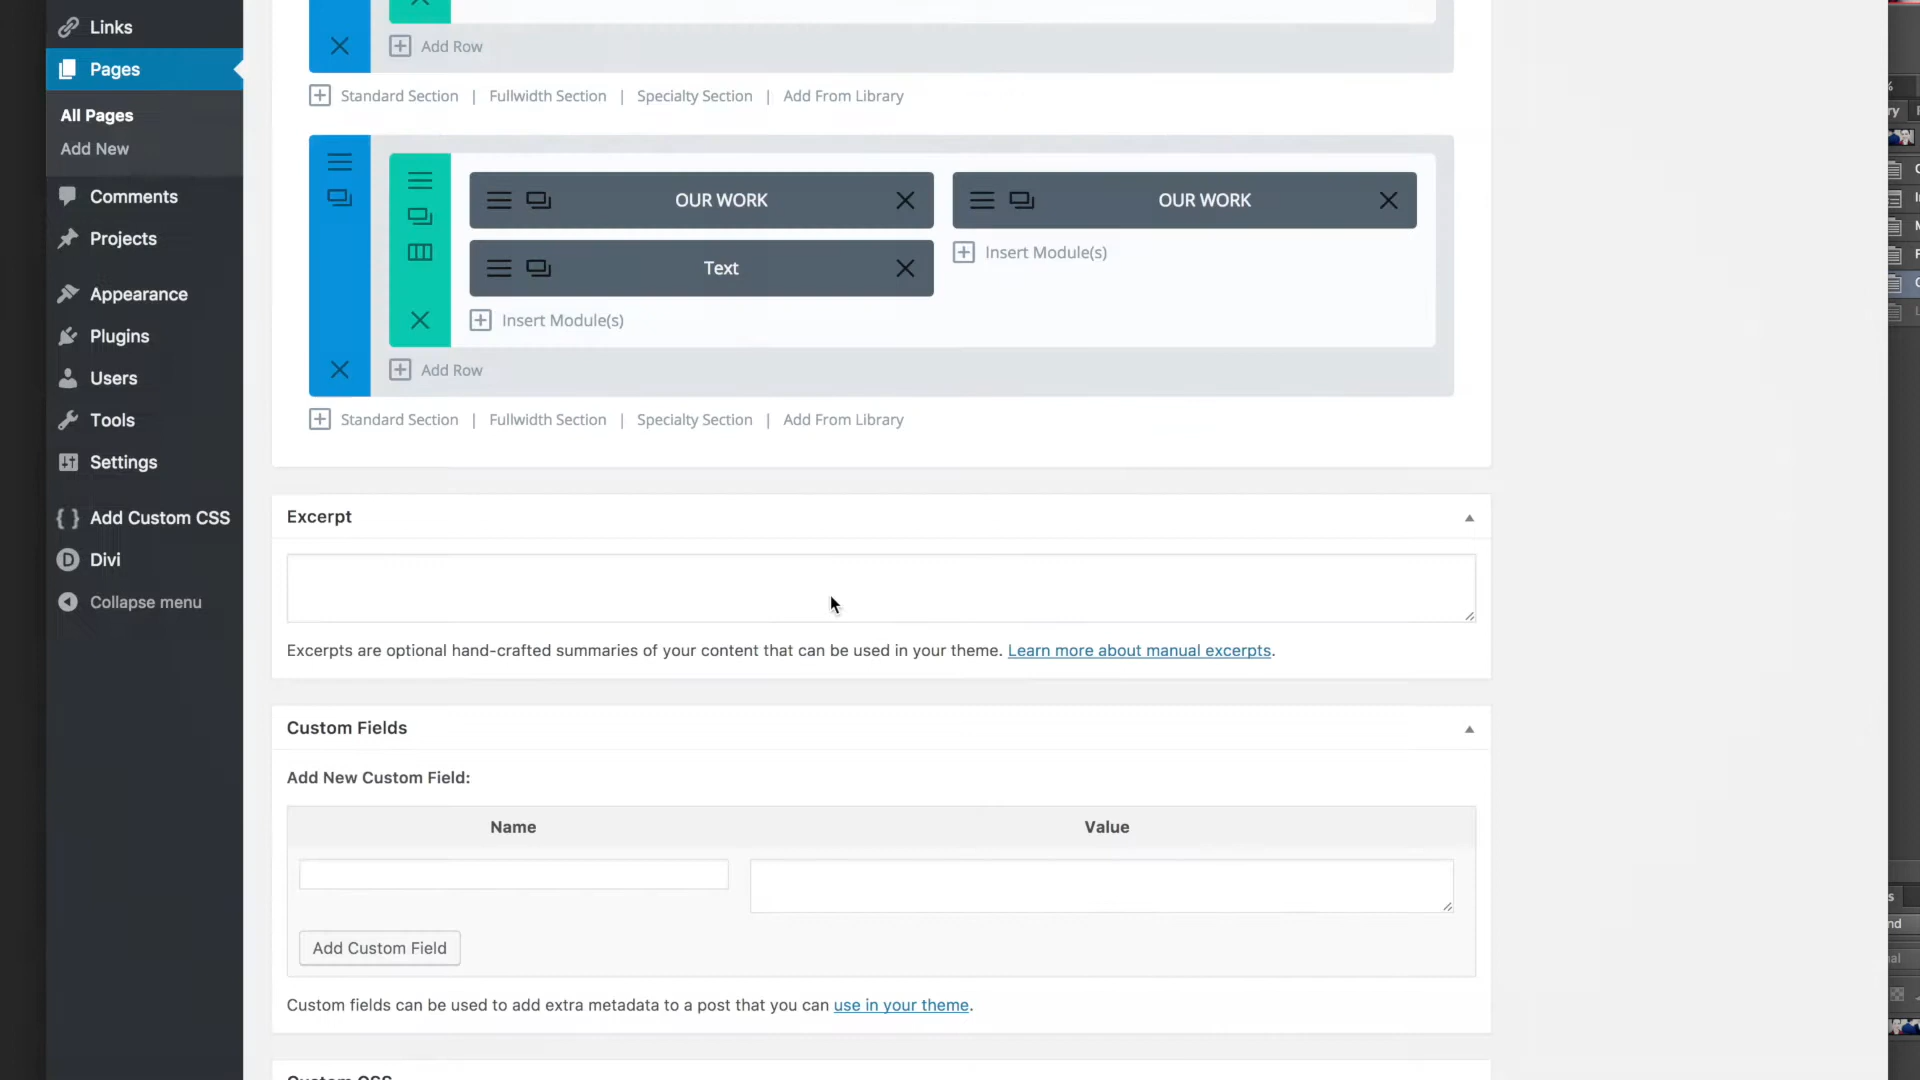 Links
Add Row
Pages
Standard Section | Fullwidth Section | Specialty Section | Add From Library
All Pages
Add New
Comments
OUR WORK
OUR WORK
Projects
Insert Module(s)
Text
Appearance
Insert Module(s)
Plugins
Add Row
Users
Tools
Standard Section | Fullwidth Section | Specialty Section | Add From Library
Settings
Excerpt
{ } Add Custom CSS
D Divi
Collapse menu
Excerpts are optional hand-crafted summaries of your content that can be used in your theme. Learn more about manual excerpts.
Custom Fields
Add New Custom Field:
Name Value
Add Custom Field
Custom fields can be used to add extra metadata to a post that you can use in your theme.
Custom CSS